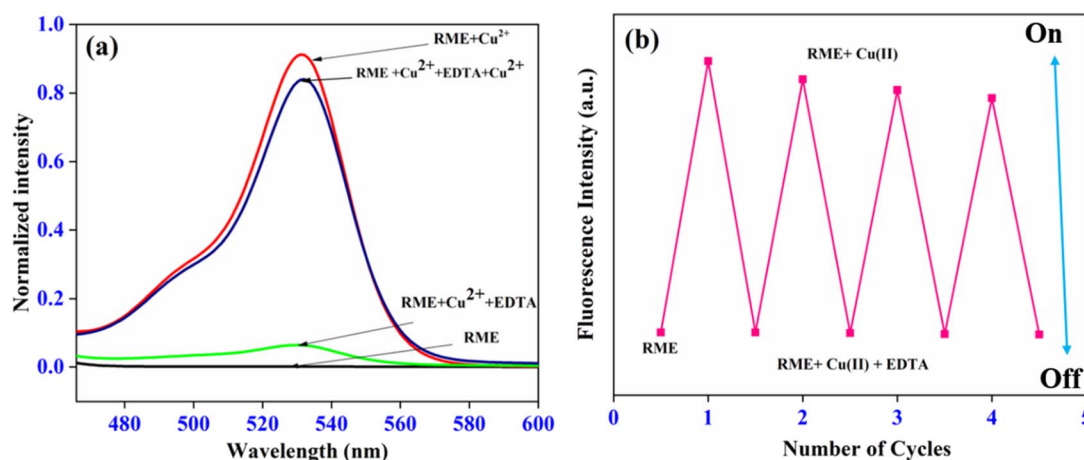 (a)
RME+Cu²⁺
RME +Cu²⁺+EDTA+Cu²⁺
RME+Cu²⁺+EDTA
RME
Normalized intensity
1.0
0.8
0.6
0.4
0.2
0.0
480 500 520 540 560 580 600
Wavelength (nm)
(b)
On
RME+ Cu(II)
Fluorescence Intensity (a.u.)
RME
RME+ Cu(II) + EDTA
Off
0 1 2 3 4 5
Number of Cycles